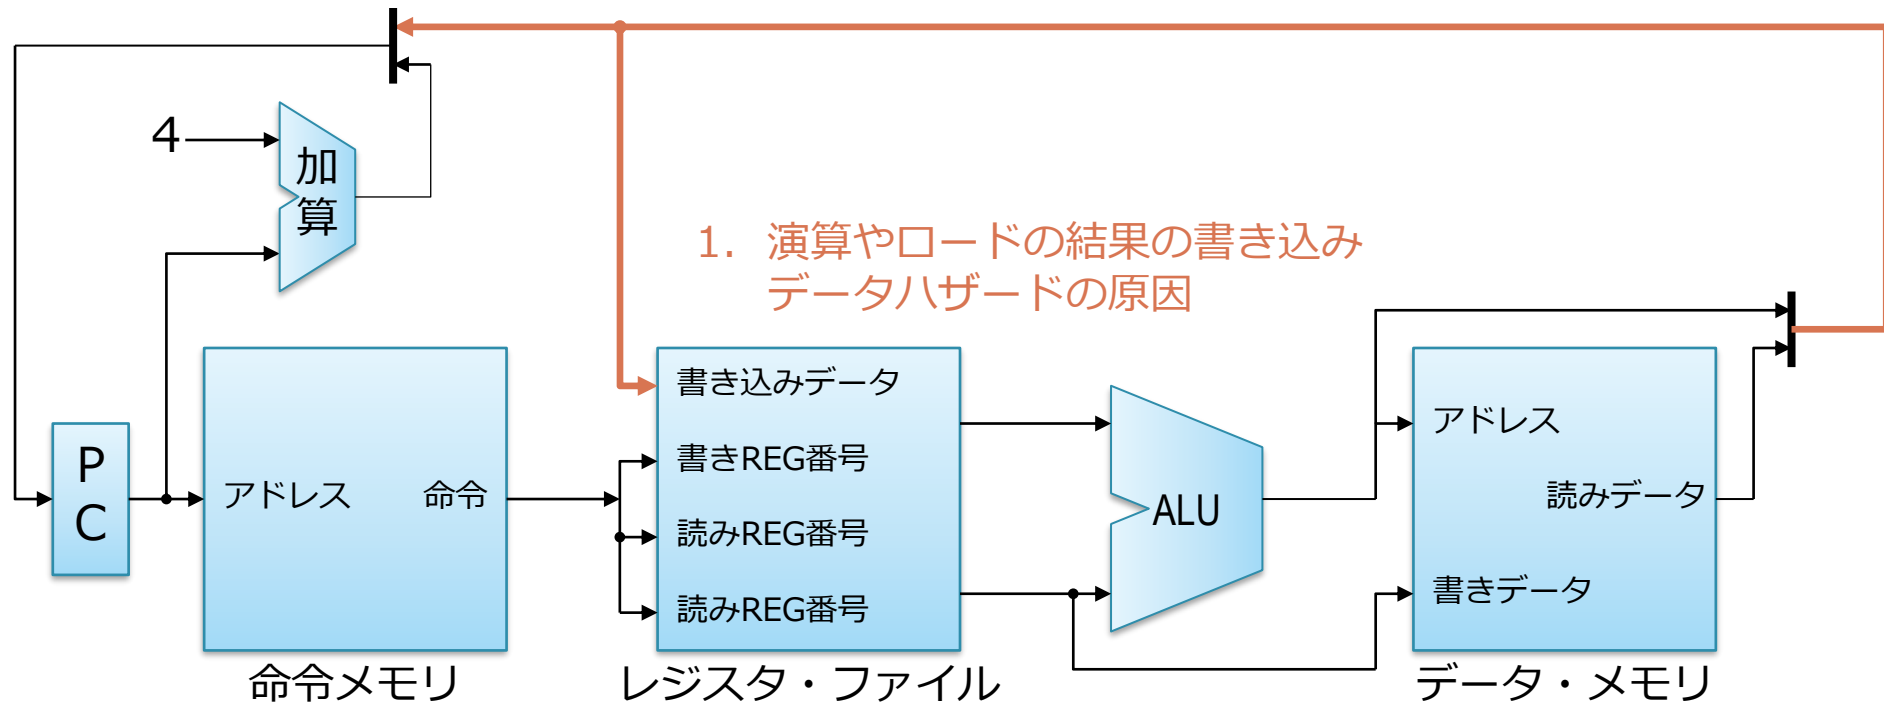 4
加
算
1. 演算やロードの結果の書き込み
データハザードの原因
P
C
アドレス
命令
命令メモリ
書き込みデータ
書きREG番号
読みREG番号
読みREG番号
レジスタ・ファイル
ALU
アドレス
読みデータ
書きデータ
データ・メモリ